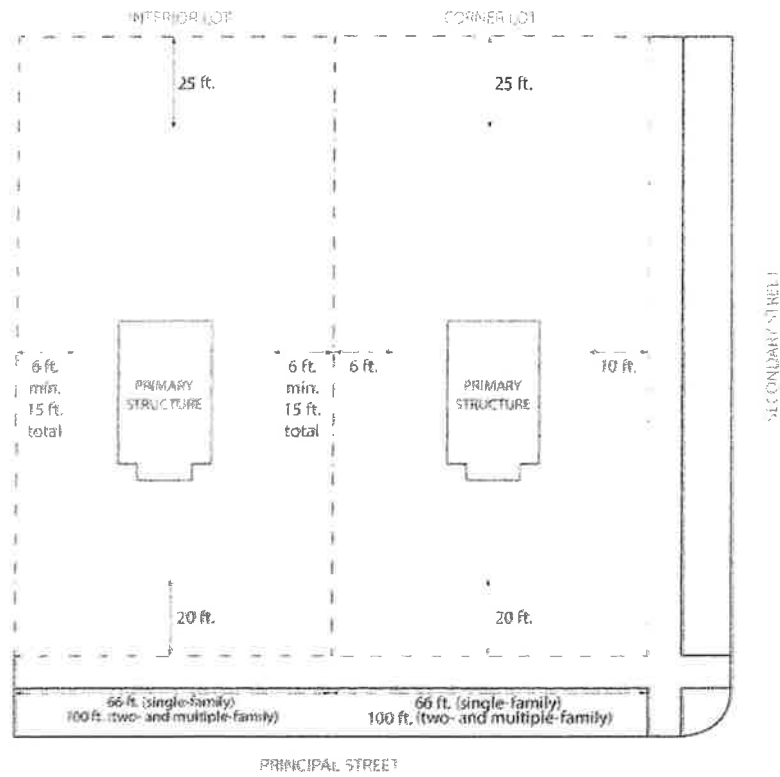 INTERIOR LOT
CORNER LOT
25 ft.
25 ft.
6 ft.
min.
15 ft.
total
PRIMARY
STRUCTURE
6 ft.
min.
15 ft.
total
6 ft.
PRIMARY
STRUCTURE
10 ft.
SECONDARY STREET
20 ft.
20 ft.
66 ft. (single-family)
100 ft. (two- and multiple-family)
66 ft. (single-family)
100 ft. (two- and multiple-family)
PRINCIPAL STREET